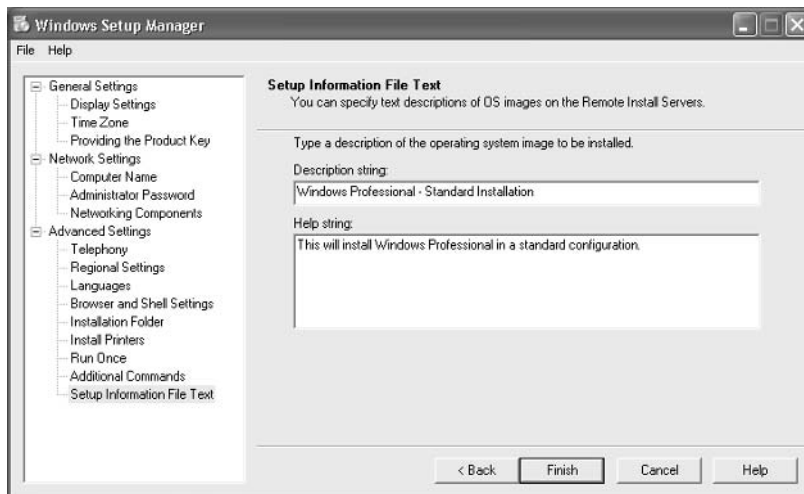 Windows Setup Manager
File Help
General Settings
Display Settings
Time Zone
Providing the Product Key
Network Settings
Computer Name
Administrator Password
Networking Components
Advanced Settings
Telephony
Regional Settings
Languages
Browser and Shell Settings
Installation Folder
Install Printers
Run Once
Additional Commands
Setup Information File Text
Setup Information File Text
You can specify text descriptions of OS images on the Remote Install Servers.
Type a description of the operating system image to be installed.
Description string:
Windows Professional - Standard Installation
Help string:
This will install Windows Professional in a standard configuration.
< Back Finish Cancel Help